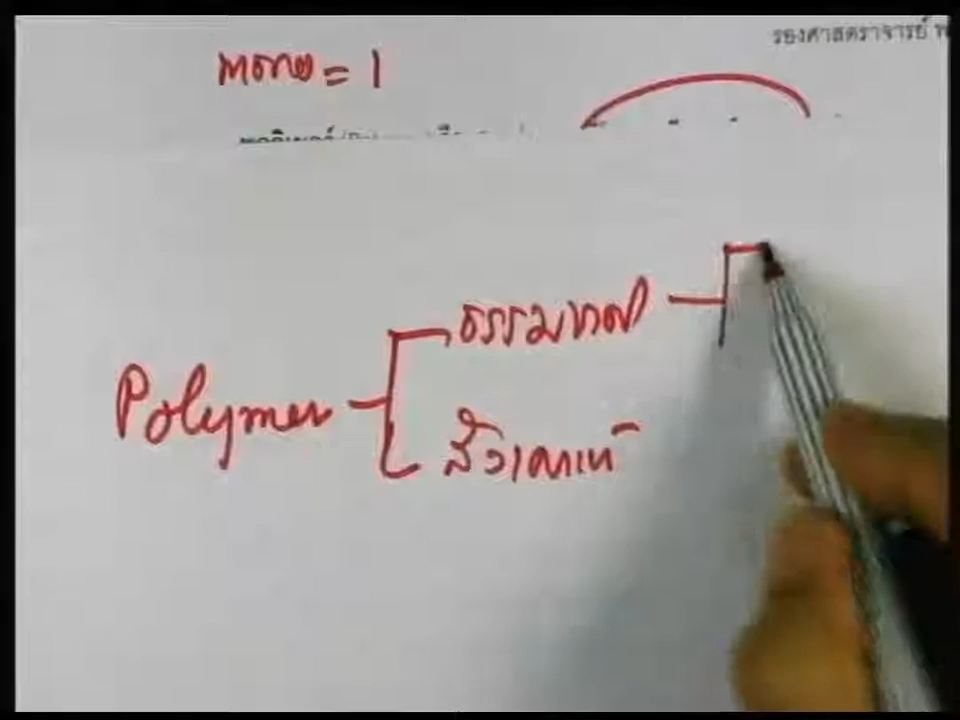 รองศาสตราจารย์ พ
= 1
ธรรมชาติ
Polymer
สังเคราะห์